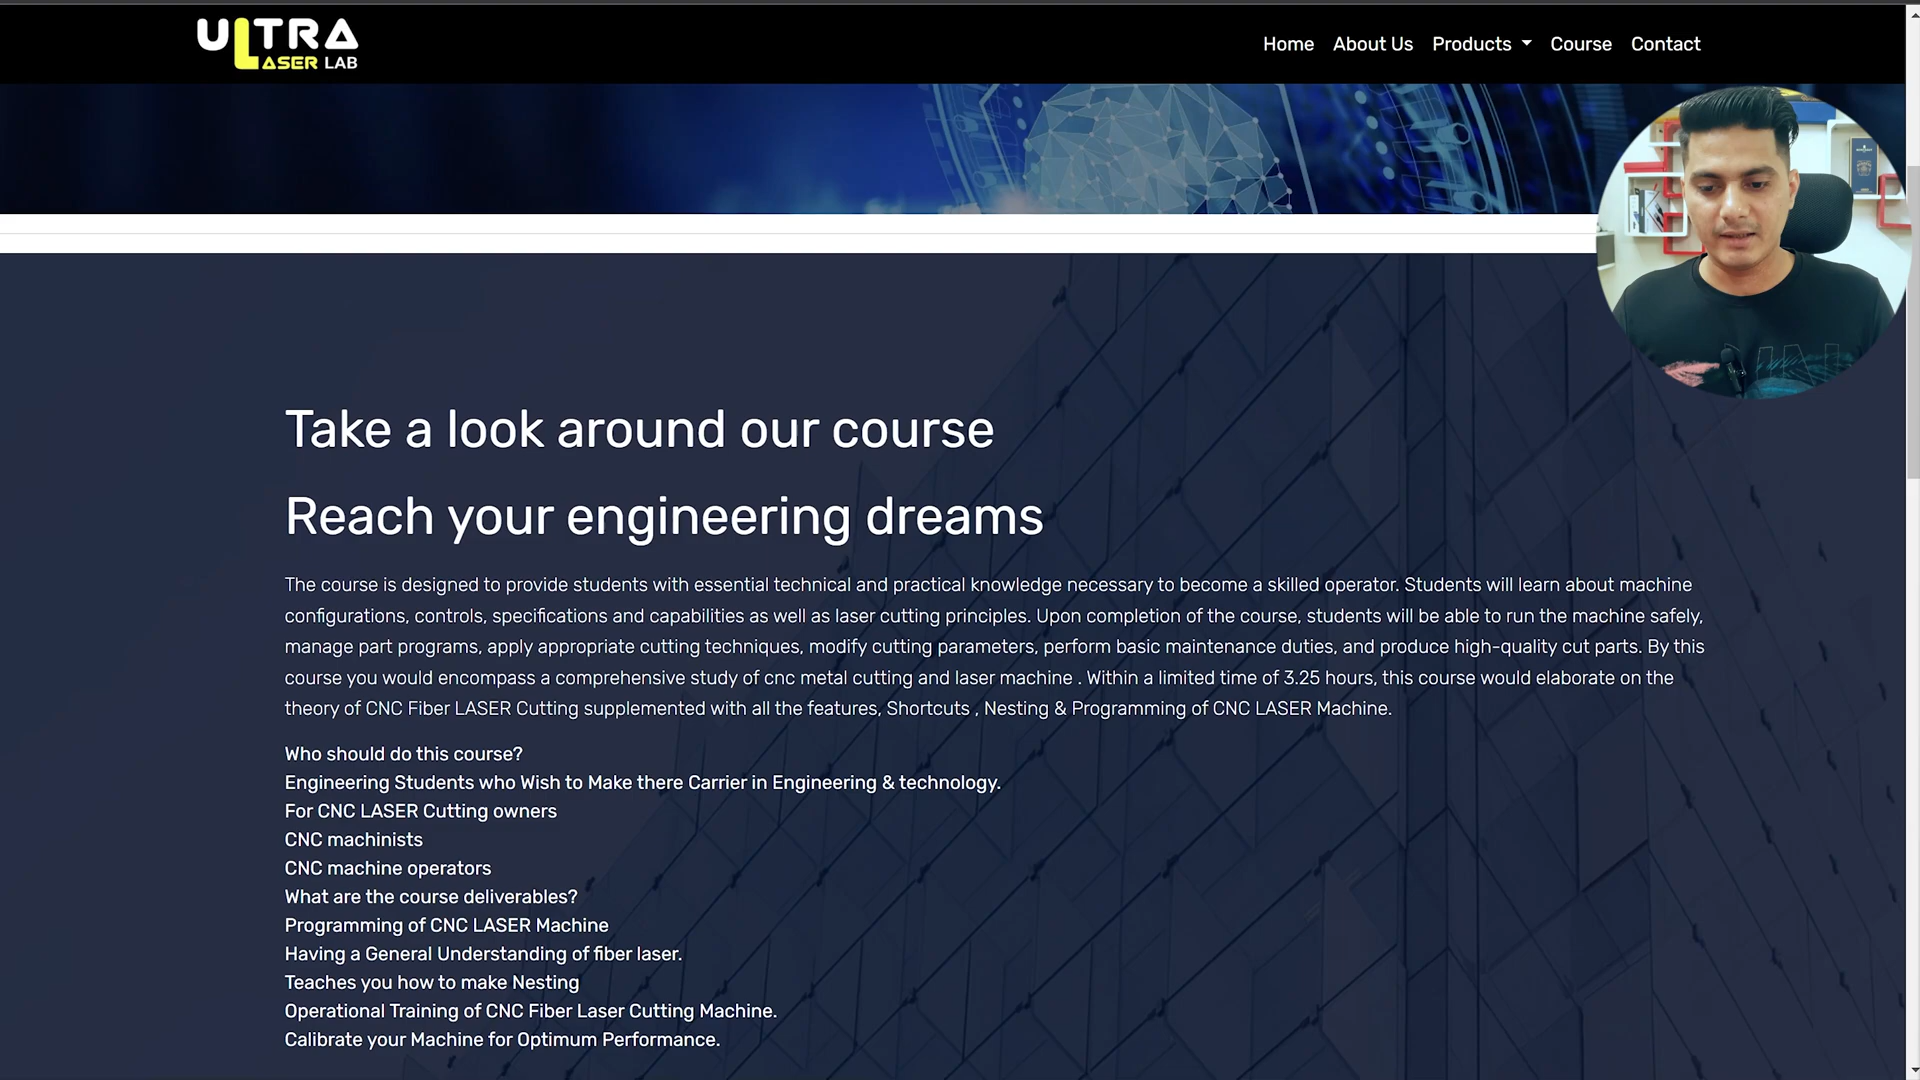 ULTRA
LASER LAB
Home About Us Products Course Contact
Take a look around our course
Reach your engineering dreams
The course is designed to provide students with essential technical and practical knowledge necessary to become a skilled operator. Students will learn about machine
configurations, controls, specifications and capabilities as well as laser cutting principles. Upon completion of the course, students will be able to run the machine safely,
manage part programs, apply appropriate cutting techniques, modify cutting parameters, perform basic maintenance duties, and produce high-quality cut parts. By this
course you would encompass a comprehensive study of cnc metal cutting and laser machine . Within a limited time of 3.25 hours, this course would elaborate on the
theory of CNC Fiber LASER Cutting supplemented with all the features, Shortcuts , Nesting & Programming of CNC LASER Machine.
Who should do this course?
Engineering Students who Wish to Make there Carrier in Engineering & technology.
For CNC LASER Cutting owners
CNC machinists
CNC machine operators
What are the course deliverables?
Programming of CNC LASER Machine
Having a General Understanding of fiber laser.
Teaches you how to make Nesting
Operational Training of CNC Fiber Laser Cutting Machine.
Calibrate your Machine for Optimum Performance.